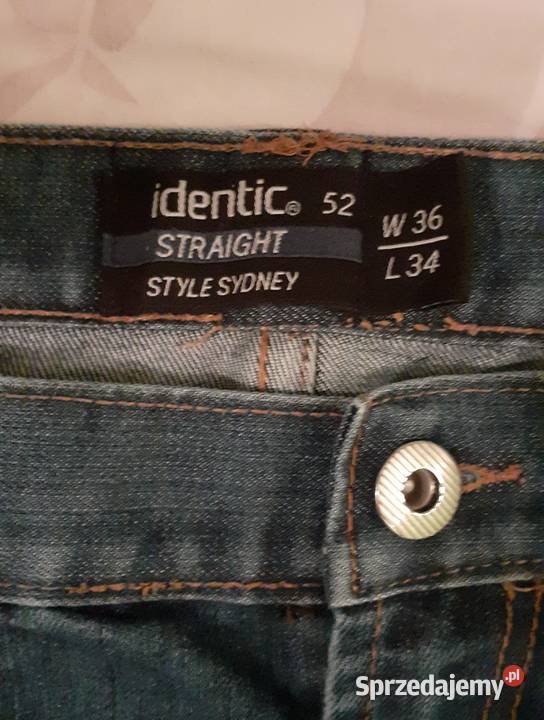 identic® 52
STRAIGHT
STYLE SYDNEY
W 36
L 34
Sprzedajemy.pl